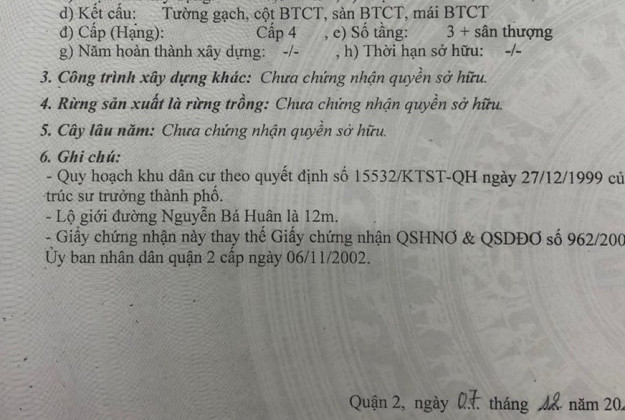 d) Kết cấu: Tường gạch, cột BTCT, sàn BTCT, mái BTCT
đ) Cấp (Hạng): Cấp 4 , e) Số tầng: 3 + sân thượng
g) Năm hoàn thành xây dựng: -/- , h) Thời hạn sở hữu: -/-
3. Công trình xây dựng khác: Chưa chứng nhận quyền sở hữu.
4. Rừng sản xuất là rừng trồng: Chưa chứng nhận quyền sở hữu.
5. Cây lâu năm: Chưa chứng nhận quyền sở hữu.
6. Ghi chú:
- Quy hoạch khu dân cư theo quyết định số 15532/KTST-QH ngày 27/12/1999 củ
trúc sư trưởng thành phố.
- Lộ giới đường Nguyễn Bá Huân là 12m.
- Giấy chứng nhận này thay thế Giấy chứng nhận QSHNƠ & QSDĐƠ số 962/200
Ủy ban nhân dân quận 2 cấp ngày 06/11/2002.
Quận 2, ngày 07 tháng 12 năm 20